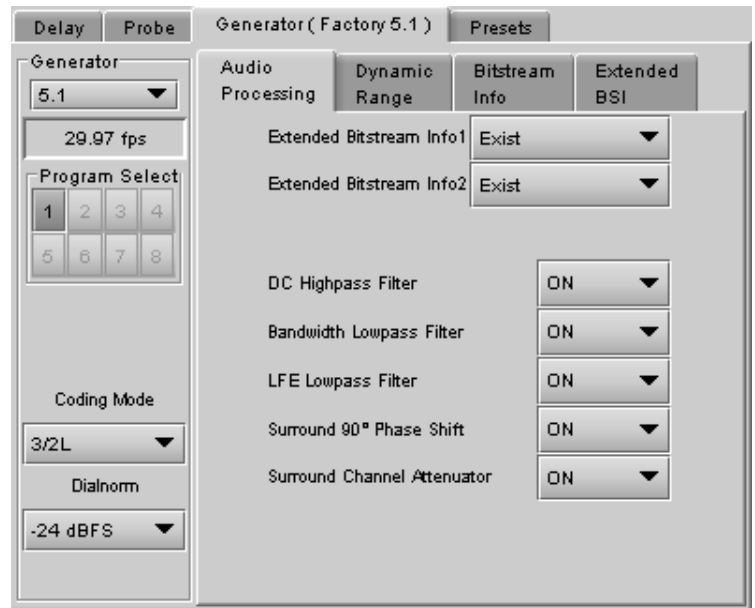 Delay Probe Generator ( Factory 5.1 ) Presets
Generator
5.1
29.97 fps
Program Select
1 2 3 4
5 6 7 8
Coding Mode
3/2L
Dialnorm
-24 dBFS
Audio Processing
Dynamic Range
Bitstream Info
Extended BSI
Extended Bitstream Info1 Exist
Extended Bitstream Info2 Exist
DC Highpass Filter ON
Bandwidth Lowpass Filter ON
LFE Lowpass Filter ON
Surround 90° Phase Shift ON
Surround Channel Attenuator ON